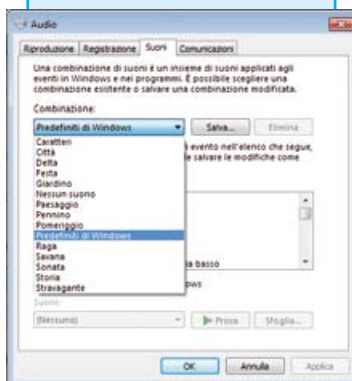 Audio
Riproduzione Registrazione Suoni Comunicazioni
Una combinazione di suoni è un insieme di suoni applicati agli
eventi in Windows e nei programmi. È possibile scegliere una
combinazione esistente o salvare una combinazione modificata.
Combinazione:
Predefiniti di Windows Salva... Elimina
Caratteri
evento nell'elenco che segue,
Città
e salvare le modifiche come
Delta
Festa
Giardino
Nessun suono
Paesaggio
Pennino
Pomeriggio
Predefiniti di Windows
Raga
Savana
Sonata
ia basso
Storia
Stravagante
ows
Suoni:
(Nessuno) Prova Sfoglia...
OK Annulla Applica